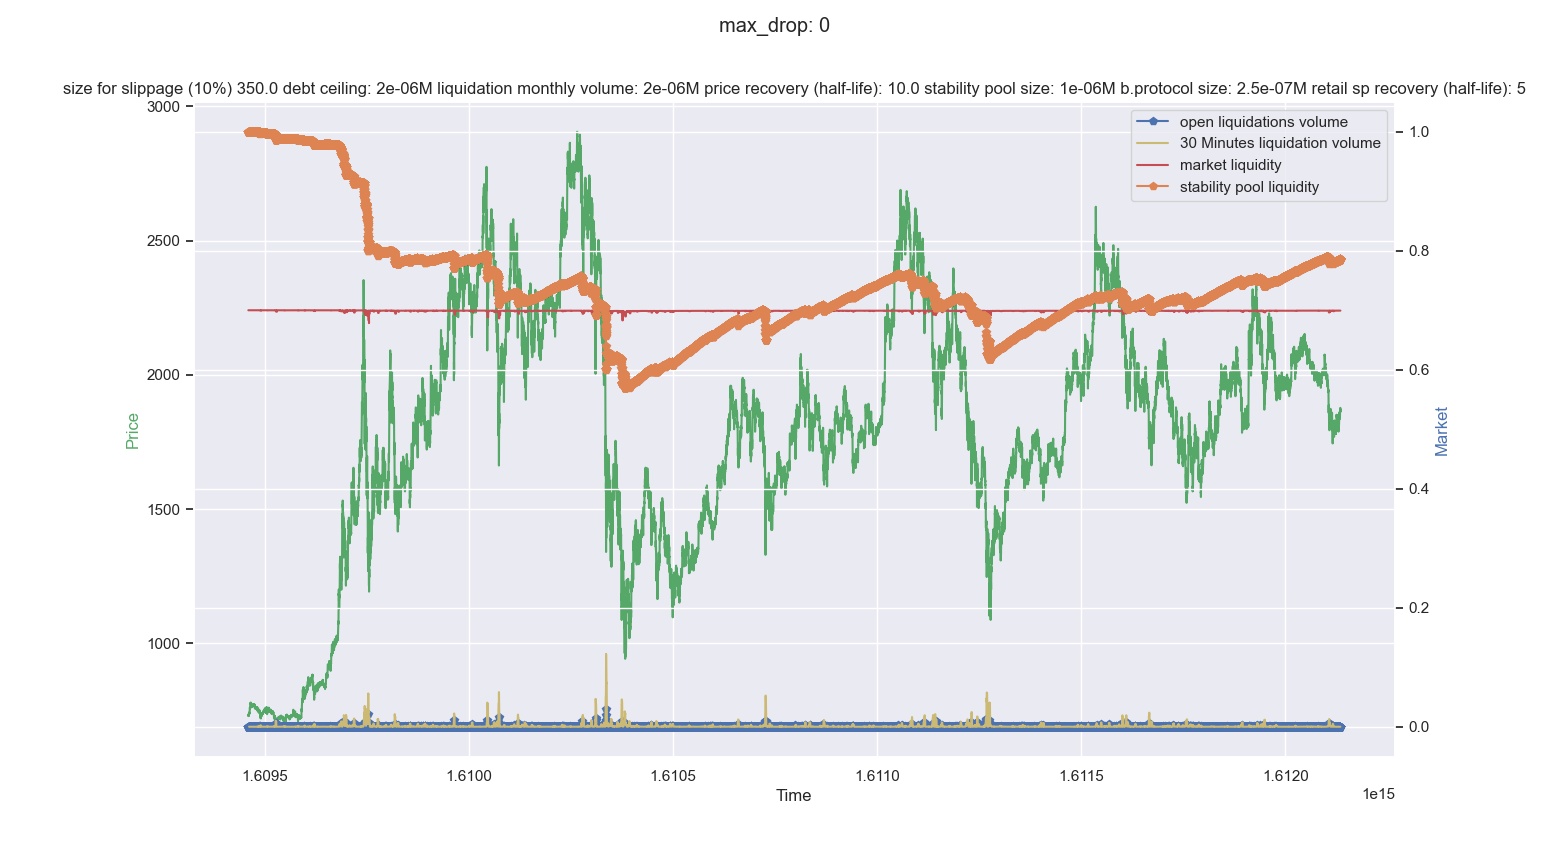 max_drop: 0
size for slippage (10%) 350.0 debt ceiling: 2e-06M liquidation monthly volume: 2e-06M price recovery (half-life): 10.0 stability pool size: 1e-06M b.protocol size: 2.5e-07M retail sp recovery (half-life): 5
3000
2500
2000
1500
1000
Price
open liquidations volume
30 Minutes liquidation volume
market liquidity
stability pool liquidity
1.0
0.8
0.6
0.4
0.2
0.0
Market
1.6095 1.6100 1.6105 1.6110 1.6115 1.6120
1e15
Time